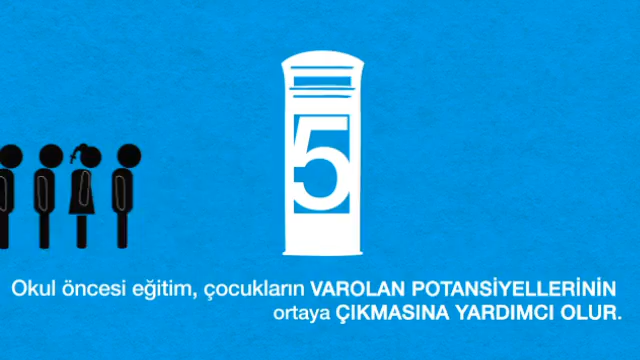 5
Okul öncesi eğitim, çocukların VAROLAN POTANSİYELLERİNİN
ortaya ÇIKMASINA YARDIMCI OLUR.